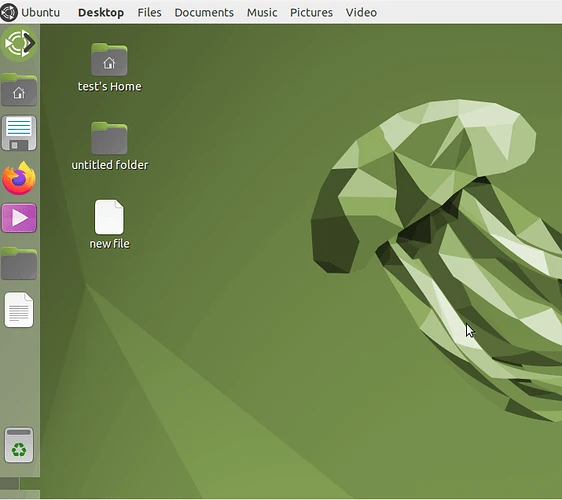 Ubuntu Desktop Files Documents Music Pictures Video
test's Home
untitled folder
new file